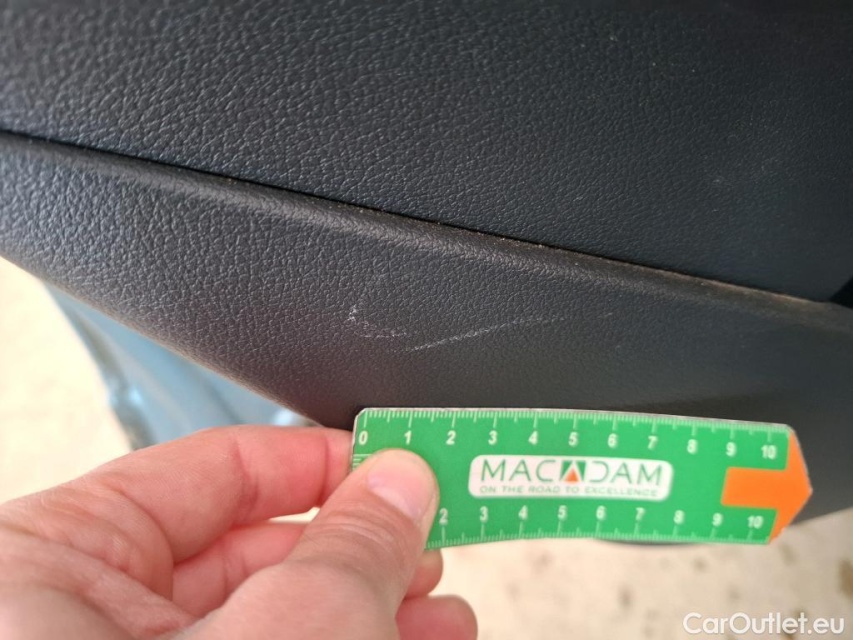 0 1 2 3 4 5 6 7 8 9 10
MACADAM
ON THE ROAD TO EXCELLENCE
2 3 4 5 6 7 8 9 10
CarOutlet.eu